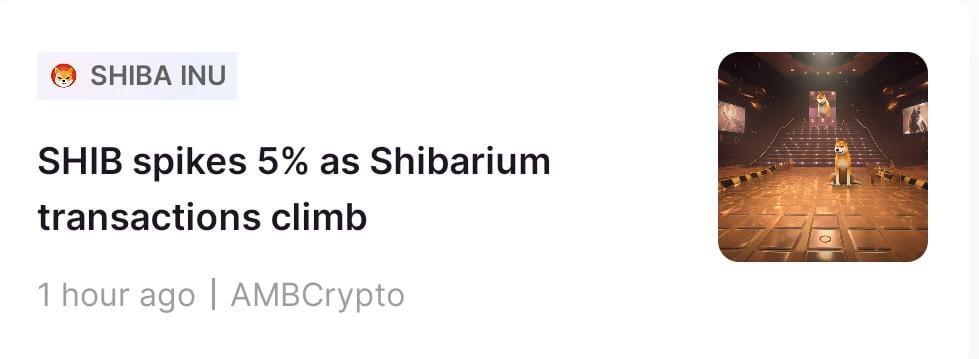 SHIBA INU
SHIB spikes 5% as Shibarium
transactions climb
1 hour ago | AMBCrypto